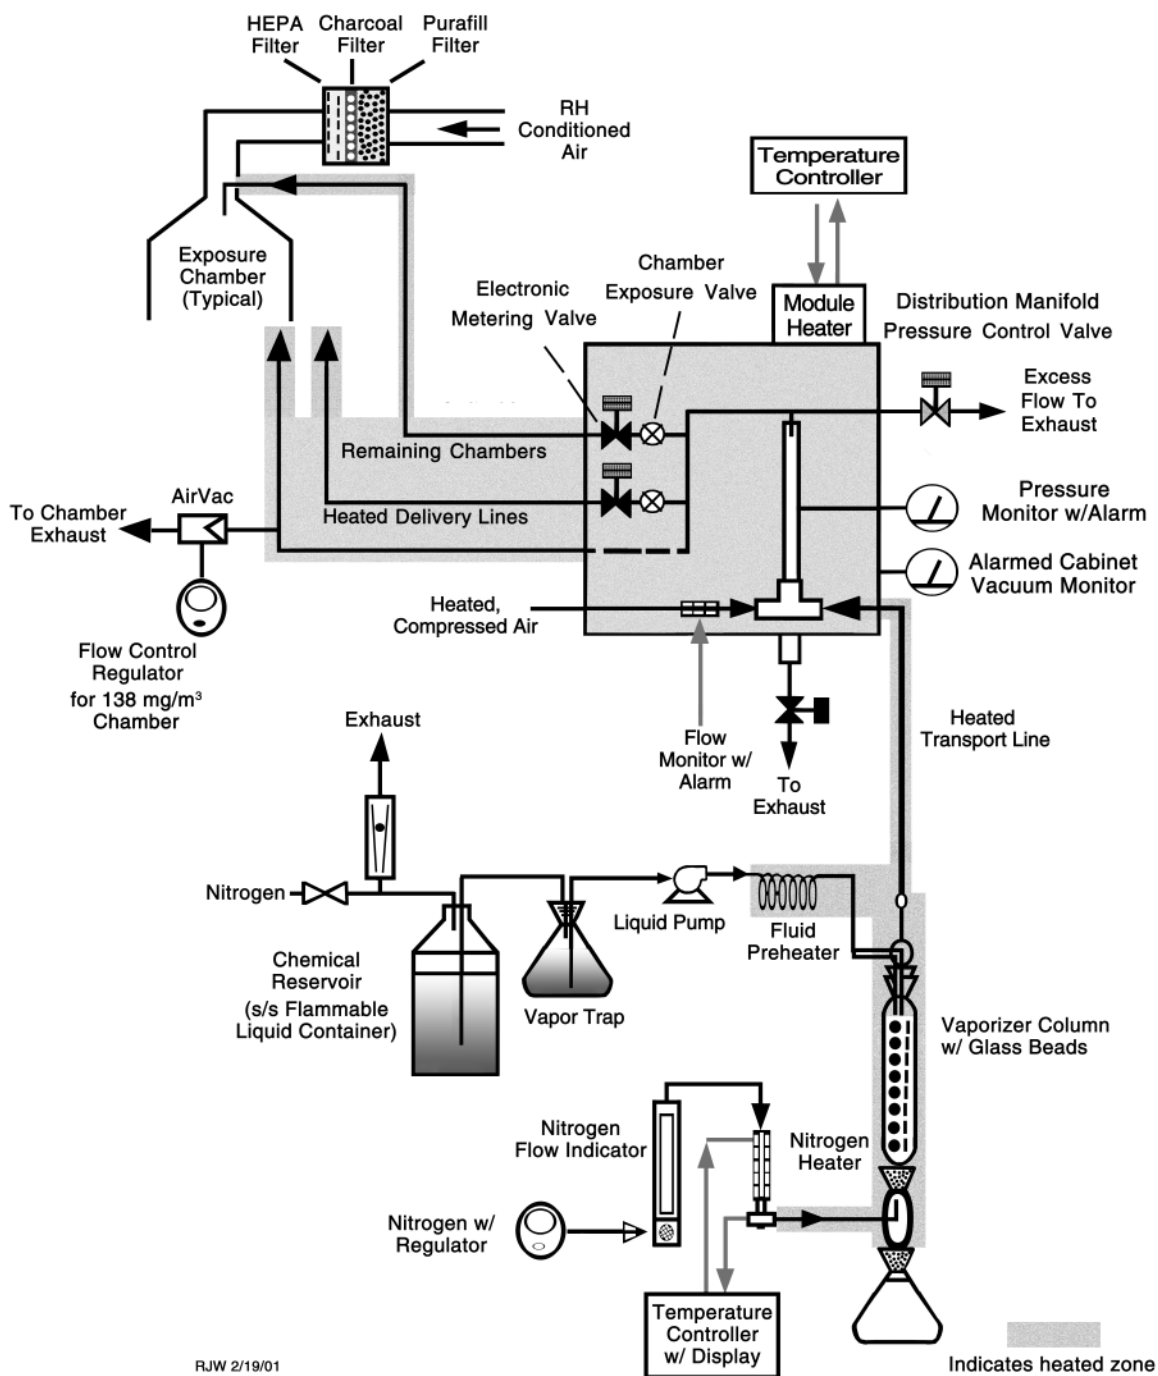 HEPA
Filter
Charcoal
Filter
Purafill
Filter
RH
Conditioned
Air
Temperature
Controller
Exposure
Chamber
(Typical)
Chamber
Exposure Valve
Electronic
Metering Valve
Module
Heater
Distribution Manifold
Pressure Control Valve
Excess
Flow To
Exhaust
Remaining Chambers
AirVac
To Chamber
Exhaust
Heated Delivery Lines
Pressure
Monitor w/Alarm
Alarmed Cabinet
Vacuum Monitor
Heated,
Compressed Air
Flow Control
Regulator
for 138 mg/m³
Chamber
Exhaust
Flow
Monitor w/
Alarm
To
Exhaust
Heated
Transport Line
Nitrogen
Liquid Pump
Fluid
Preheater
Chemical
Reservoir
(s/s Flammable
Liquid Container)
Vapor Trap
Vaporizer Column
w/ Glass Beads
Nitrogen
Flow Indicator
Nitrogen
Heater
Nitrogen w/
Regulator
Temperature
Controller
w/ Display
RJW 2/19/01
Indicates heated zone